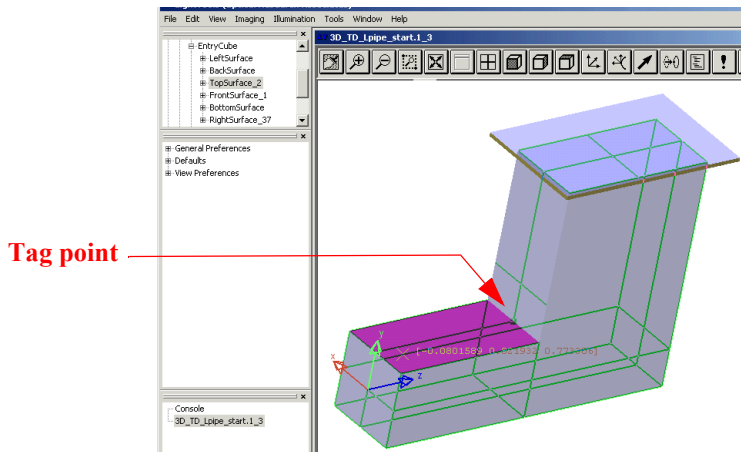 File Edit View Imaging Illumination Tools Window Help
EntryCube
LeftSurface
BackSurface
TopSurface_2
FrontSurface_1
BottomSurface
RightSurface_37
General Preferences
Defaults
View Preferences
Console
3D_TD_Lpipe_start.1_3
3D_TD_Lpipe_start.1_3
Tag point
y
x
z